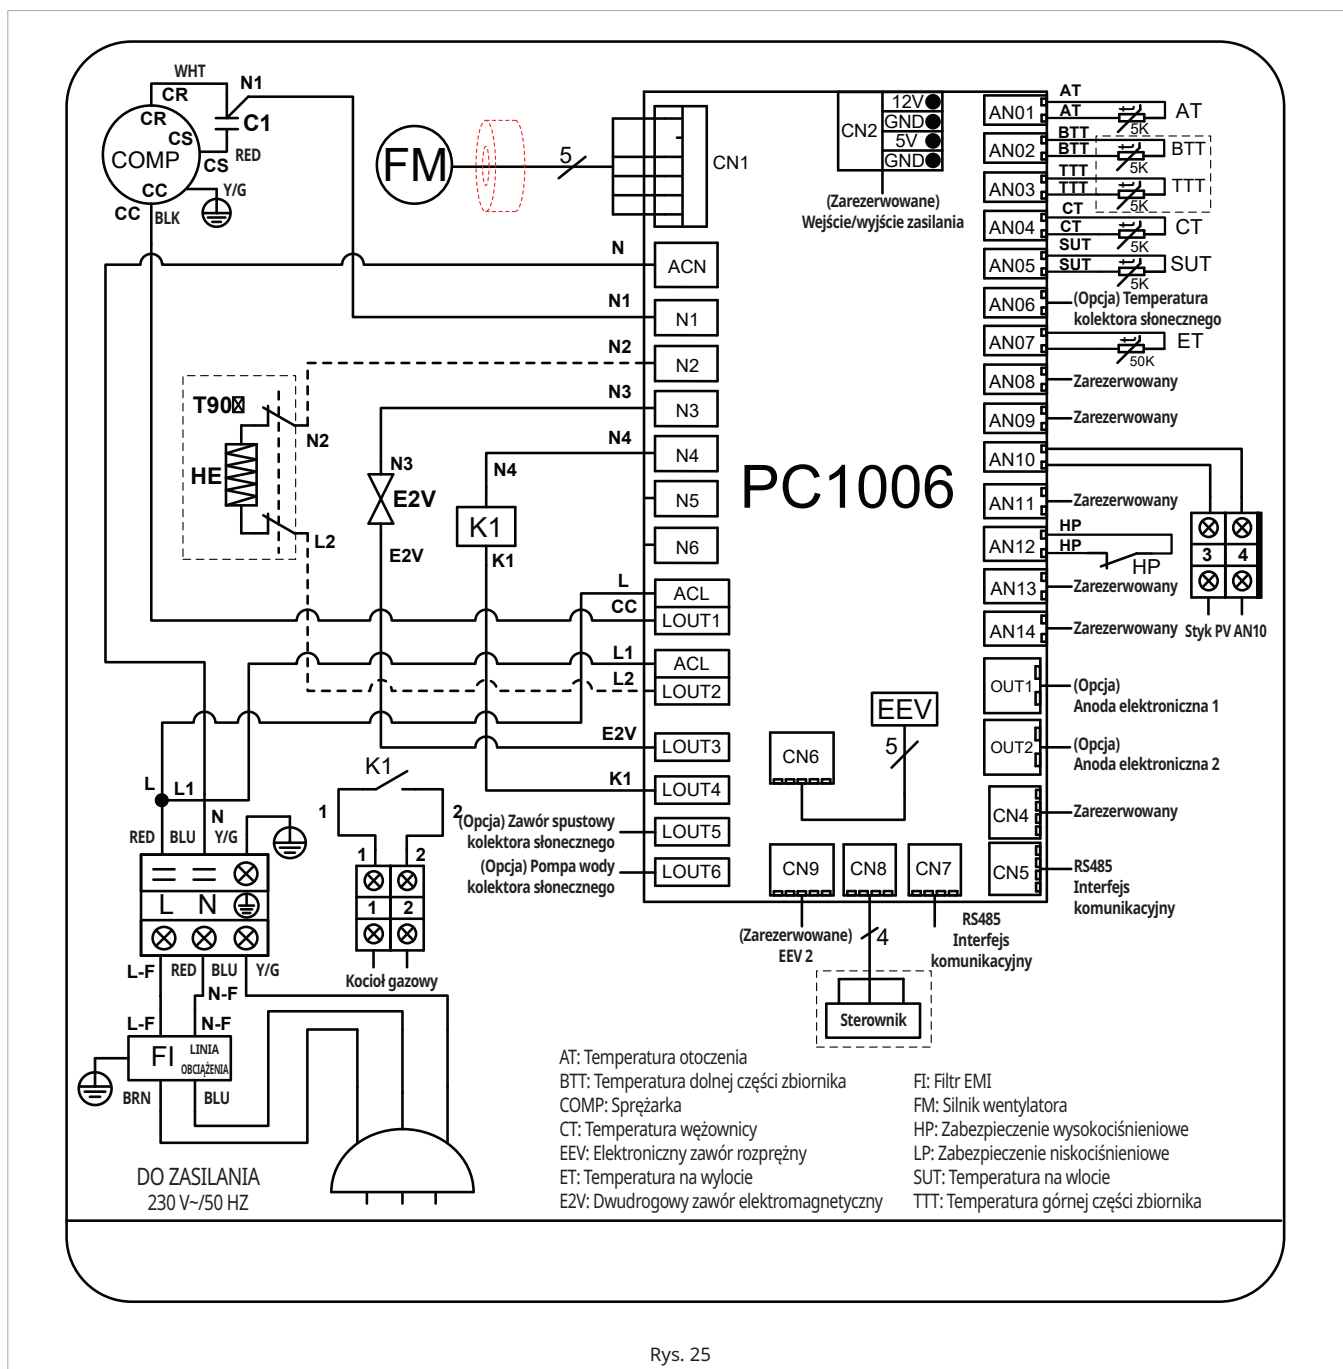 WHT
N1
CR
CR
CS
C1
COMP
CS
RED
CC
Y/G
CC
BLK
FM
5
CN1
CN2
12V
GND
5V
GND
(Zarezerwowane)
Wejście/wyjście zasilania
AN01
AT
AT
AT
5K
AN02
BTT
BTT
BTT
5K
AN03
TTT
TTT
TTT
5K
AN04
CT
CT
CT
5K
AN05
SUT
SUT
SUT
5K
AN06
(Opcja) Temperatura
kolektora słonecznego
AN07
ET
50K
AN08
Zarezerwowany
AN09
Zarezerwowany
AN10
AN11
Zarezerwowany
AN12
HP
HP
HP
AN13
Zarezerwowany
AN14
Zarezerwowany
3 4
Styk PV AN10
OUT1
(Opcja)
Anoda elektroniczna 1
OUT2
(Opcja)
Anoda elektroniczna 2
CN4
Zarezerwowany
CN5
RS485
Interfejs
komunikacyjny
N
ACN
N1
N1
N2
N2
N3
N3
N4
N4
N5
N6
PC1006
T90
N2
HE
L2
N3
E2V
E2V
N4
K1
K1
L
ACL
CC
LOUT1
L1
ACL
L2
LOUT2
E2V
LOUT3
K1
LOUT4
(Opcja) Zawór spustowy
kolektora słonecznego
LOUT5
(Opcja) Pompa wody
kolektora słonecznego
LOUT6
EEV
5
CN6
CN9
CN8
CN7
(Zarezerwowane)
EEV 2
4
RS485
Interfejs
komunikacyjny
Sterownik
K1
1 2
1 2
1 2
Kocioł gazowy
L
L1
N
RED BLU Y/G
L N
L-F RED BLU Y/G
N-F
L-F N-F
FI LINIA
OBCIĄŻENIA
BRN BLU
DO ZASILANIA
230 V~/50 HZ
AT: Temperatura otoczenia
BTT: Temperatura dolnej części zbiornika
COMP: Sprężarka
CT: Temperatura wężownicy
EEV: Elektroniczny zawór rozprężny
ET: Temperatura na wylocie
E2V: Dwudrogowy zawór elektromagnetyczny
FI: Filtr EMI
FM: Silnik wentylatora
HP: Zabezpieczenie wysokociśnieniowe
LP: Zabezpieczenie niskociśnieniowe
SUT: Temperatura na wlocie
TTT: Temperatura górnej części zbiornika
Rys. 25